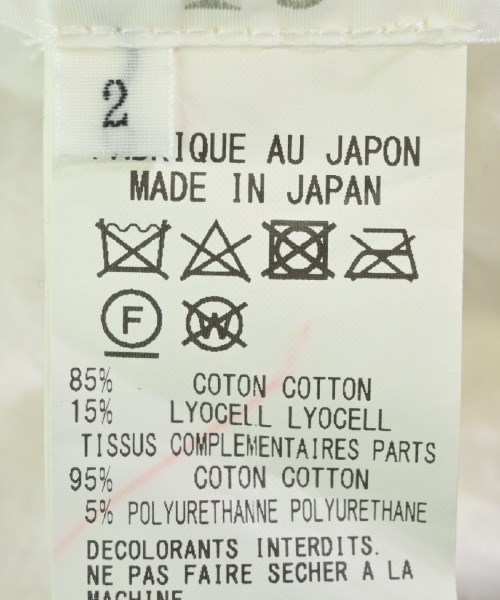 2
FABRIQUE AU JAPON
MADE IN JAPAN
F W
85% COTON COTTON
15% LYOCELL LYOCELL
TISSUS COMPLEMENTAIRES PARTS
95% COTON COTTON
5% POLYURETHANNE POLYURETHANE
DECOLORANTS INTERDITS.
NE PAS FAIRE SECHER A LA
MACHINE